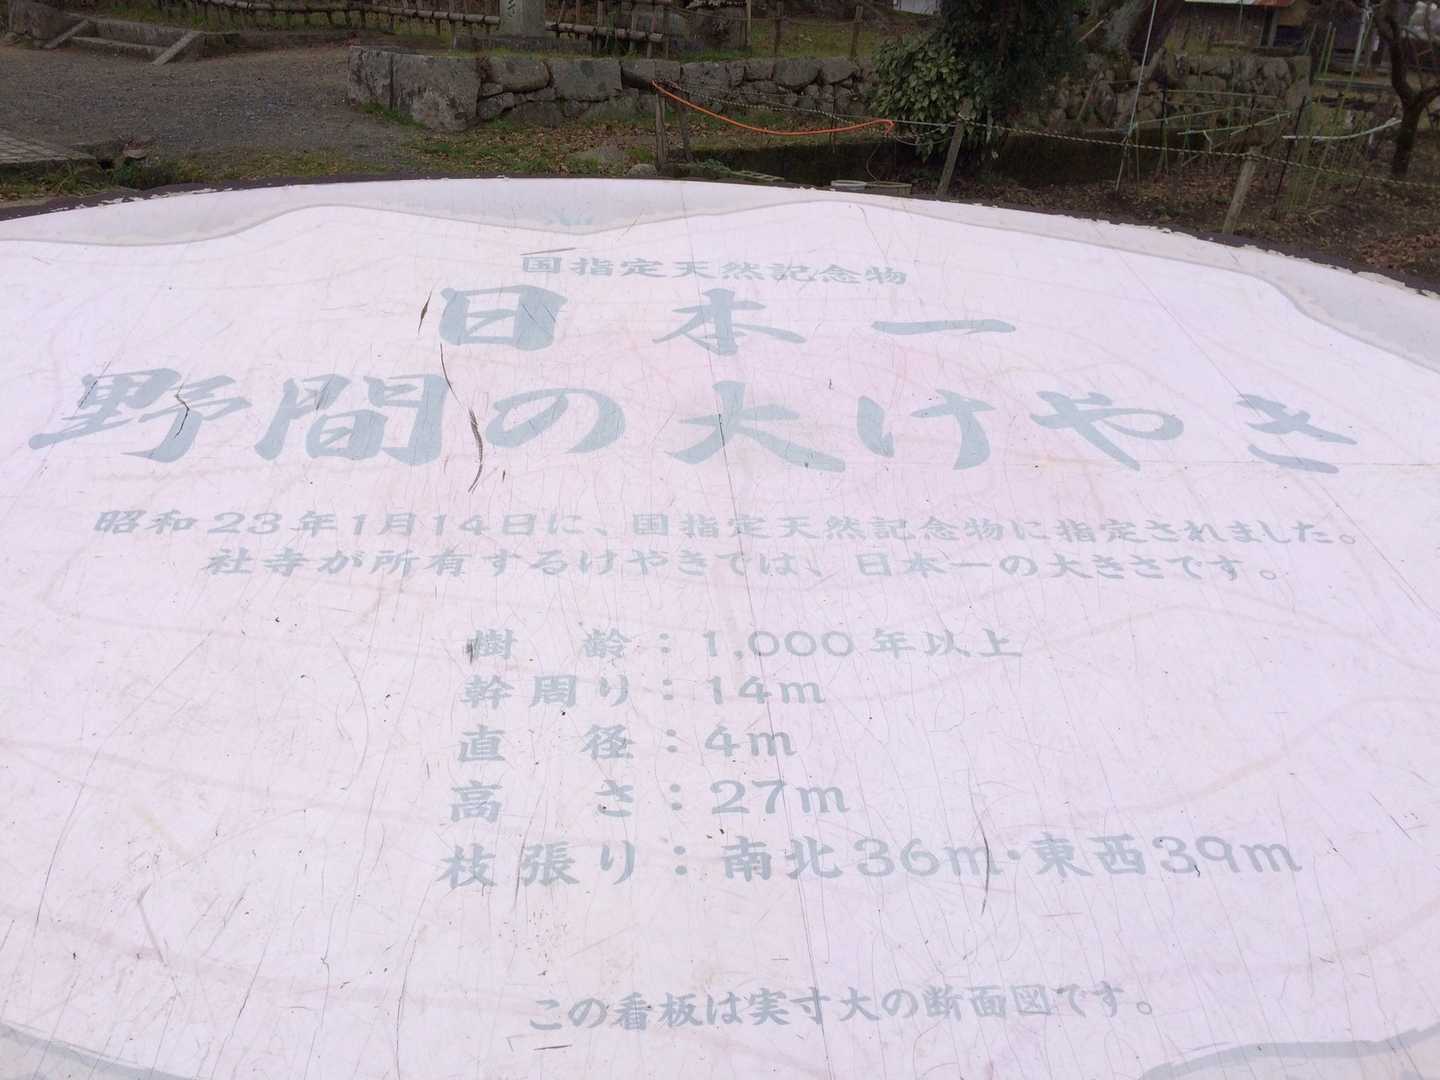 国指定天然記念物
日本一
野間の大けやき
昭和23年1月14日に、国指定天然記念物に指定されました。
社寺が所有するけやきでは、日本一の大きさです。
樹　齢：1,000年以上
幹周り：14m
直　径：4m
高　さ：27m
枝張り：南北36m・東西39m
この看板は実寸大の断面図です。